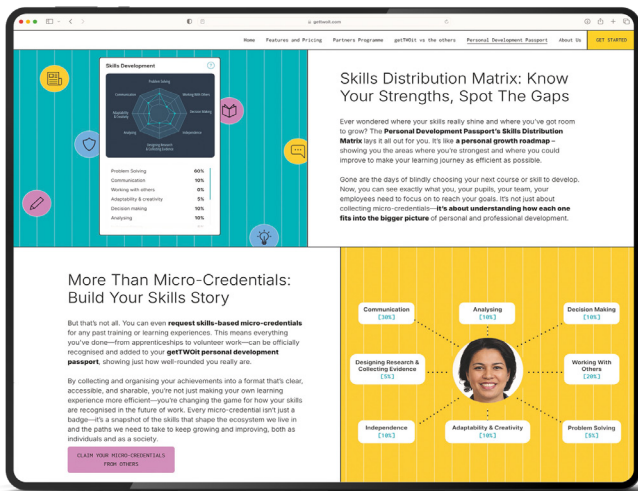 gettwoit.com
Home Features and Pricing Partners Programme getTWOit vs the others Personal Development Passport About Us GET STARTED
Skills Development
Problem Solving
Communication
Working With Others
Adaptability
& Creativity
Decision Making
Analysing
Independence
Designing Research
& Collecting Evidence
Problem Solving 60%
Communication 10%
Working with others 0%
Adaptability & creativity 5%
Decision making 10%
Analysing 10%
Skills Distribution Matrix: Know
Your Strengths, Spot The Gaps
Ever wondered where your skills really shine and where you've got room
to grow? The Personal Development Passport's Skills Distribution
Matrix lays it all out for you. It's like a personal growth roadmap –
showing you the areas where you're strongest and where you could
improve to make your learning journey as efficient as possible.
Gone are the days of blindly choosing your next course or skill to develop.
Now, you can see exactly what you, your pupils, your team, your
employees need to focus on to reach your goals. It's not just about
collecting micro-credentials—it's about understanding how each one
fits into the bigger picture of personal and professional development.
More Than Micro-Credentials:
Build Your Skills Story
But that's not all. You can even request skills-based micro-credentials
for any past training or learning experiences. This means everything
you've done—from apprenticeships to volunteer work—can be officially
recognised and added to your getTWOit personal development
passport, showing just how well-rounded you really are.
By collecting and organising your achievements into a format that's clear,
accessible, and sharable, you're not just making your own learning
experience more efficient—you're changing the game for how your skills
are recognised in the future of work. Every micro-credential isn't just a
badge—it's a snapshot of the skills that shape the ecosystem we live in
and the paths we need to take to keep growing and improving, both as
individuals and as a society.
CLAIM YOUR MICRO-CREDENTIALS
FROM OTHERS
Communication
[30%]
Analysing
[10%]
Decision Making
[10%]
Designing Research &
Collecting Evidence
[5%]
Working With
Others
[20%]
Independence
[10%]
Adaptability & Creativity
[10%]
Problem Solving
[5%]